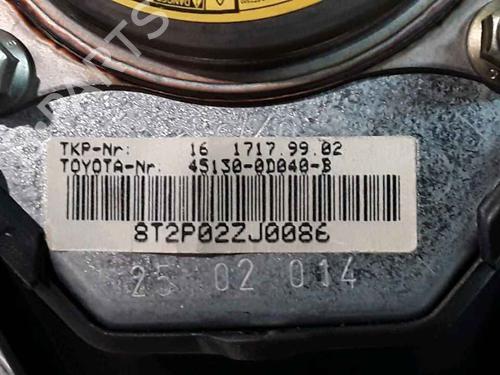 TKP-Nr: 16 1717.99.02
TOYOTA-Nr. 45130-0D040-B
8T2P02ZJ0086
25 02 014